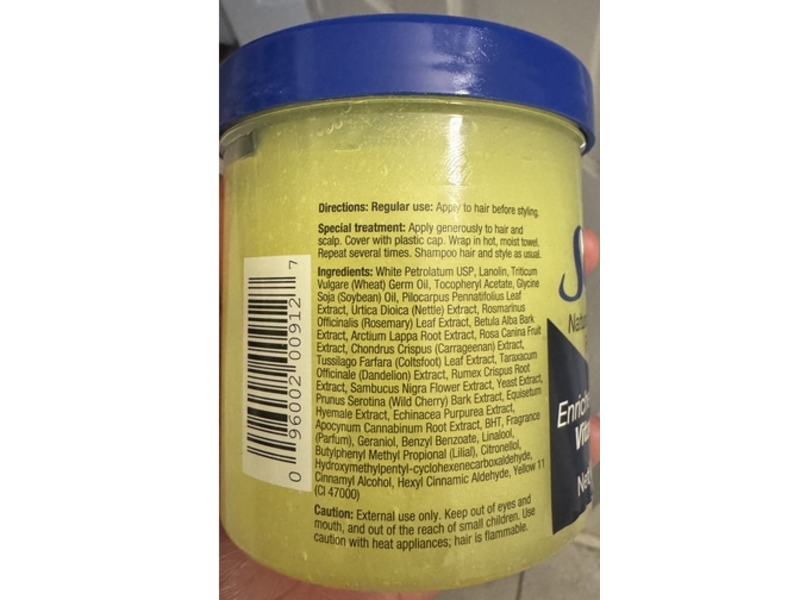 Directions: Regular use: Apply to hair before styling.
Special treatment: Apply generously to hair and
scalp. Cover with plastic cap. Wrap in hot, moist towel.
Repeat several times. Shampoo hair and style as usual.
Ingredients: White Petrolatum USP, Lanolin, Triticum
Vulgare (Wheat) Germ Oil, Tocopheryl Acetate, Glycine
Soja (Soybean) Oil, Pilocarpus Pennatifolius Leaf
Extract, Urtica Dioica (Nettle) Extract, Rosmarinus
Officinalis (Rosemary) Leaf Extract, Betula Alba Bark
Extract, Arctium Lappa Root Extract, Rosa Canina Fruit
Extract, Chondrus Crispus (Carrageenan) Extract,
Tussilago Farfara (Coltsfoot) Leaf Extract, Taraxacum
Officinale (Dandelion) Extract, Rumex Crispus Root
Extract, Sambucus Nigra Flower Extract, Yeast Extract,
Prunus Serotina (Wild Cherry) Bark Extract, Equisetum
Hyemale Extract, Echinacea Purpurea Extract,
Apocynum Cannabinum Root Extract, BHT, Fragrance
(Parfum), Geraniol, Benzyl Benzoate, Linalool,
Butylphenyl Methyl Propional (Lilial), Citronellol,
Hydroxymethylpentyl-cyclohexenecarboxaldehyde,
Cinnamyl Alcohol, Hexyl Cinnamic Aldehyde, Yellow 11
(CI 47000)
Caution: External use only. Keep out of eyes and
mouth, and out of the reach of small children. Use
caution with heat appliances; hair is flammable.
0 96002 00912 7
S
Natur
Enriche
Vita
Net